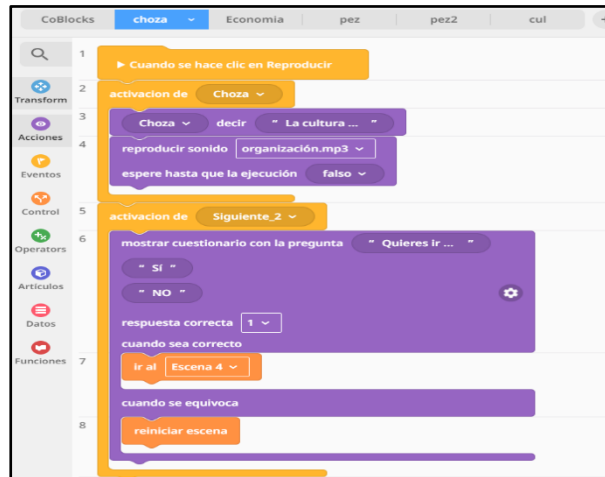 CoBlocks choza Economia pez pez2 cul
1 Cuando se hace clic en Reproducir
Transform
2 activacion de Choza
3 Choza decir " La cultura ... "
Acciones
4 reproducir sonido organización.mp3
Eventos
espere hasta que la ejecución falso
Control
5 activacion de Siguiente_2
6 mostrar cuestionario con la pregunta " Quieres ir ... "
Operators
" Sí "
Artículos
" NO "
Datos
respuesta correcta 1
cuando sea correcto
Funciones
7 ir al Escena 4
cuando se equivoca
8 reiniciar escena